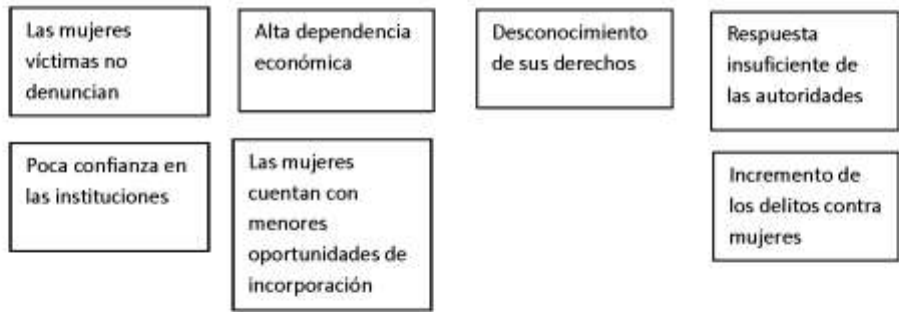 Las mujeres
víctimas no
denuncian
Alta dependencia
económica
Desconocimiento
de sus derechos
Respuesta
insuficiente de
las autoridades
Poca confianza en
las instituciones
Las mujeres
cuentan con
menores
oportunidades de
incorporación
Incremento de
los delitos contra
mujeres